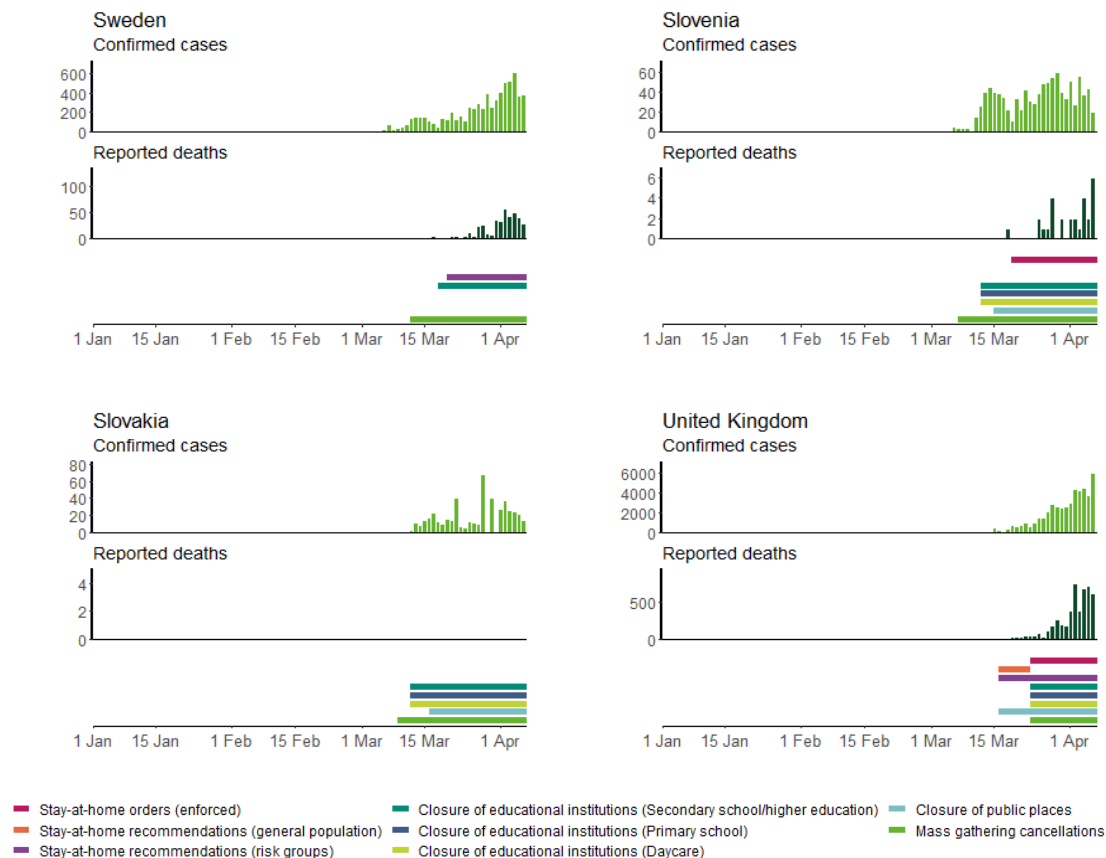 Sweden
Confirmed cases
600
400
200
0
Reported deaths
100
50
0
1 Jan 15 Jan 1 Feb 15 Feb 1 Mar 15 Mar 1 Apr
Slovenia
Confirmed cases
60
40
20
0
Reported deaths
6
4
2
0
1 Jan 15 Jan 1 Feb 15 Feb 1 Mar 15 Mar 1 Apr
Slovakia
Confirmed cases
80
60
40
20
0
Reported deaths
4
2
0
1 Jan 15 Jan 1 Feb 15 Feb 1 Mar 15 Mar 1 Apr
United Kingdom
Confirmed cases
6000
4000
2000
0
Reported deaths
500
0
1 Jan 15 Jan 1 Feb 15 Feb 1 Mar 15 Mar 1 Apr
Stay-at-home orders (enforced)
Stay-at-home recommendations (general population)
Stay-at-home recommendations (risk groups)
Closure of educational institutions (Secondary school/higher education)
Closure of educational institutions (Primary school)
Closure of educational institutions (Daycare)
Closure of public places
Mass gathering cancellations